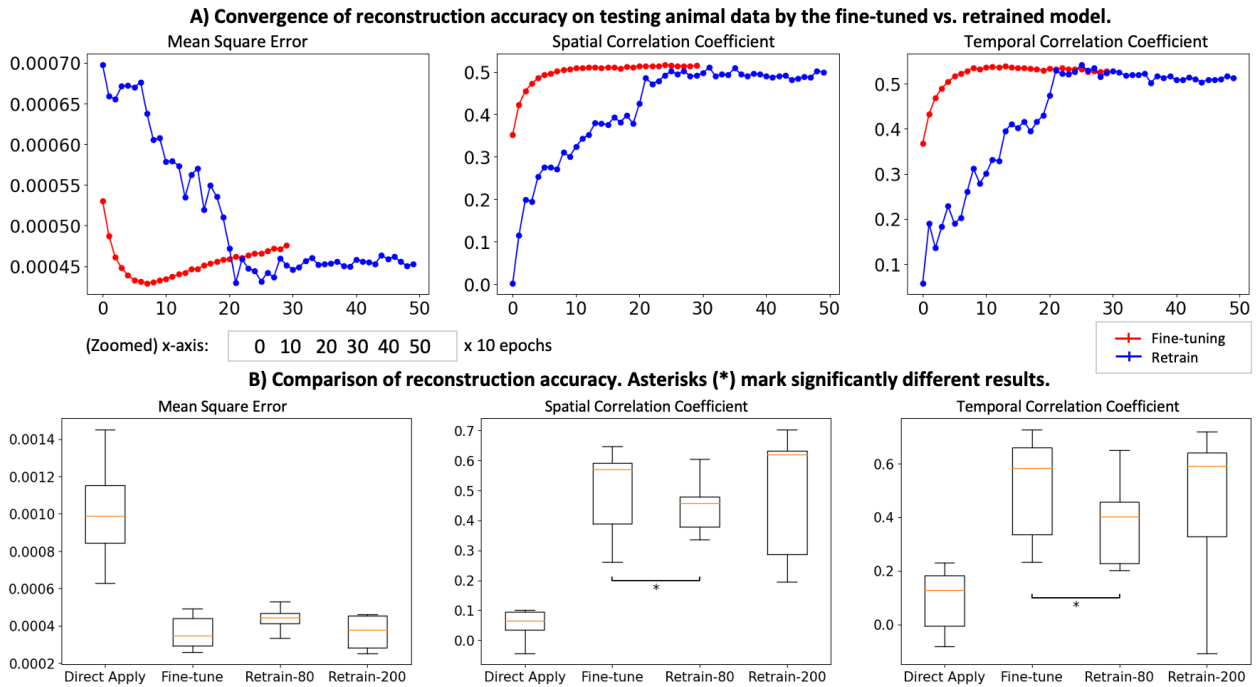 A) Convergence of reconstruction accuracy on testing animal data by the fine-tuned vs. retrained model.
Mean Square Error
0.00070
0.00065
0.00060
0.00055
0.00050
0.00045
0 10 20 30 40 50
Spatial Correlation Coefficient
0.5
0.4
0.3
0.2
0.1
0.0
0 10 20 30 40 50
Temporal Correlation Coefficient
0.5
0.4
0.3
0.2
0.1
0 10 20 30 40 50
(Zoomed) x-axis: 0 10 20 30 40 50 x 10 epochs
Fine-tuning
Retrain
B) Comparison of reconstruction accuracy. Asterisks (*) mark significantly different results.
Mean Square Error
0.0014
0.0012
0.0010
0.0008
0.0006
0.0004
0.0002
Direct Apply Fine-tune Retrain-80 Retrain-200
Spatial Correlation Coefficient
0.7
0.6
0.5
0.4
0.3
0.2
0.1
0.0
*
Direct Apply Fine-tune Retrain-80 Retrain-200
Temporal Correlation Coefficient
0.6
0.4
0.2
0.0
*
Direct Apply Fine-tune Retrain-80 Retrain-200